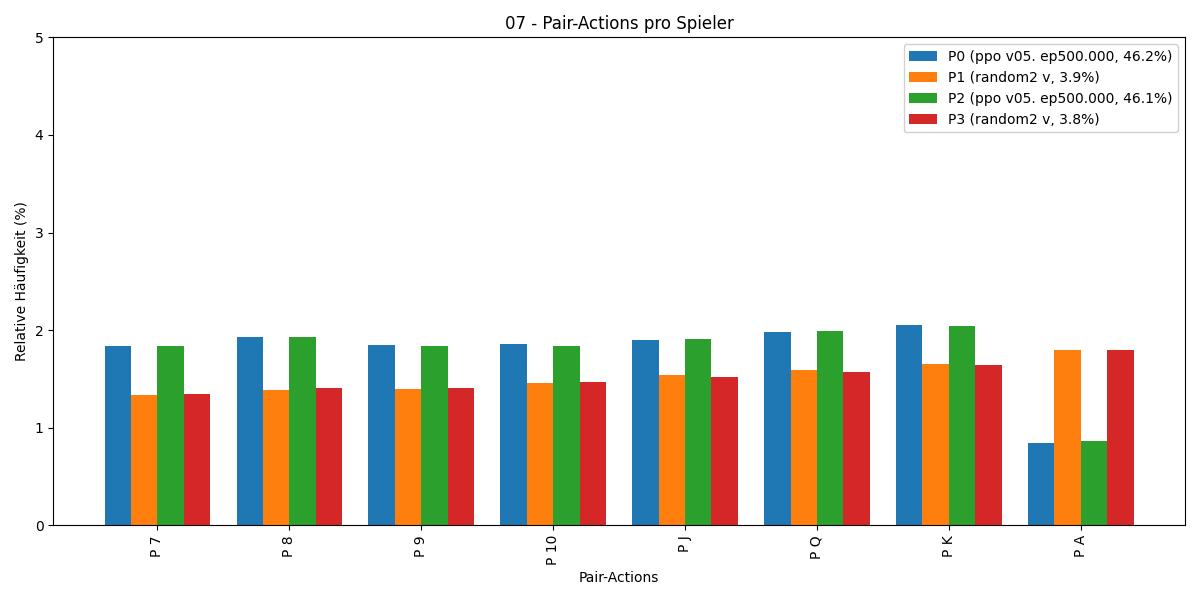 07 - Pair-Actions pro Spieler
Relative Häufigkeit (%)
5
4
3
2
1
0
P0 (ppo v05. ep500.000, 46.2%)
P1 (random2 v, 3.9%)
P2 (ppo v05. ep500.000, 46.1%)
P3 (random2 v, 3.8%)
P 7
P 8
P 9
P 10
P J
P Q
P K
P A
Pair-Actions